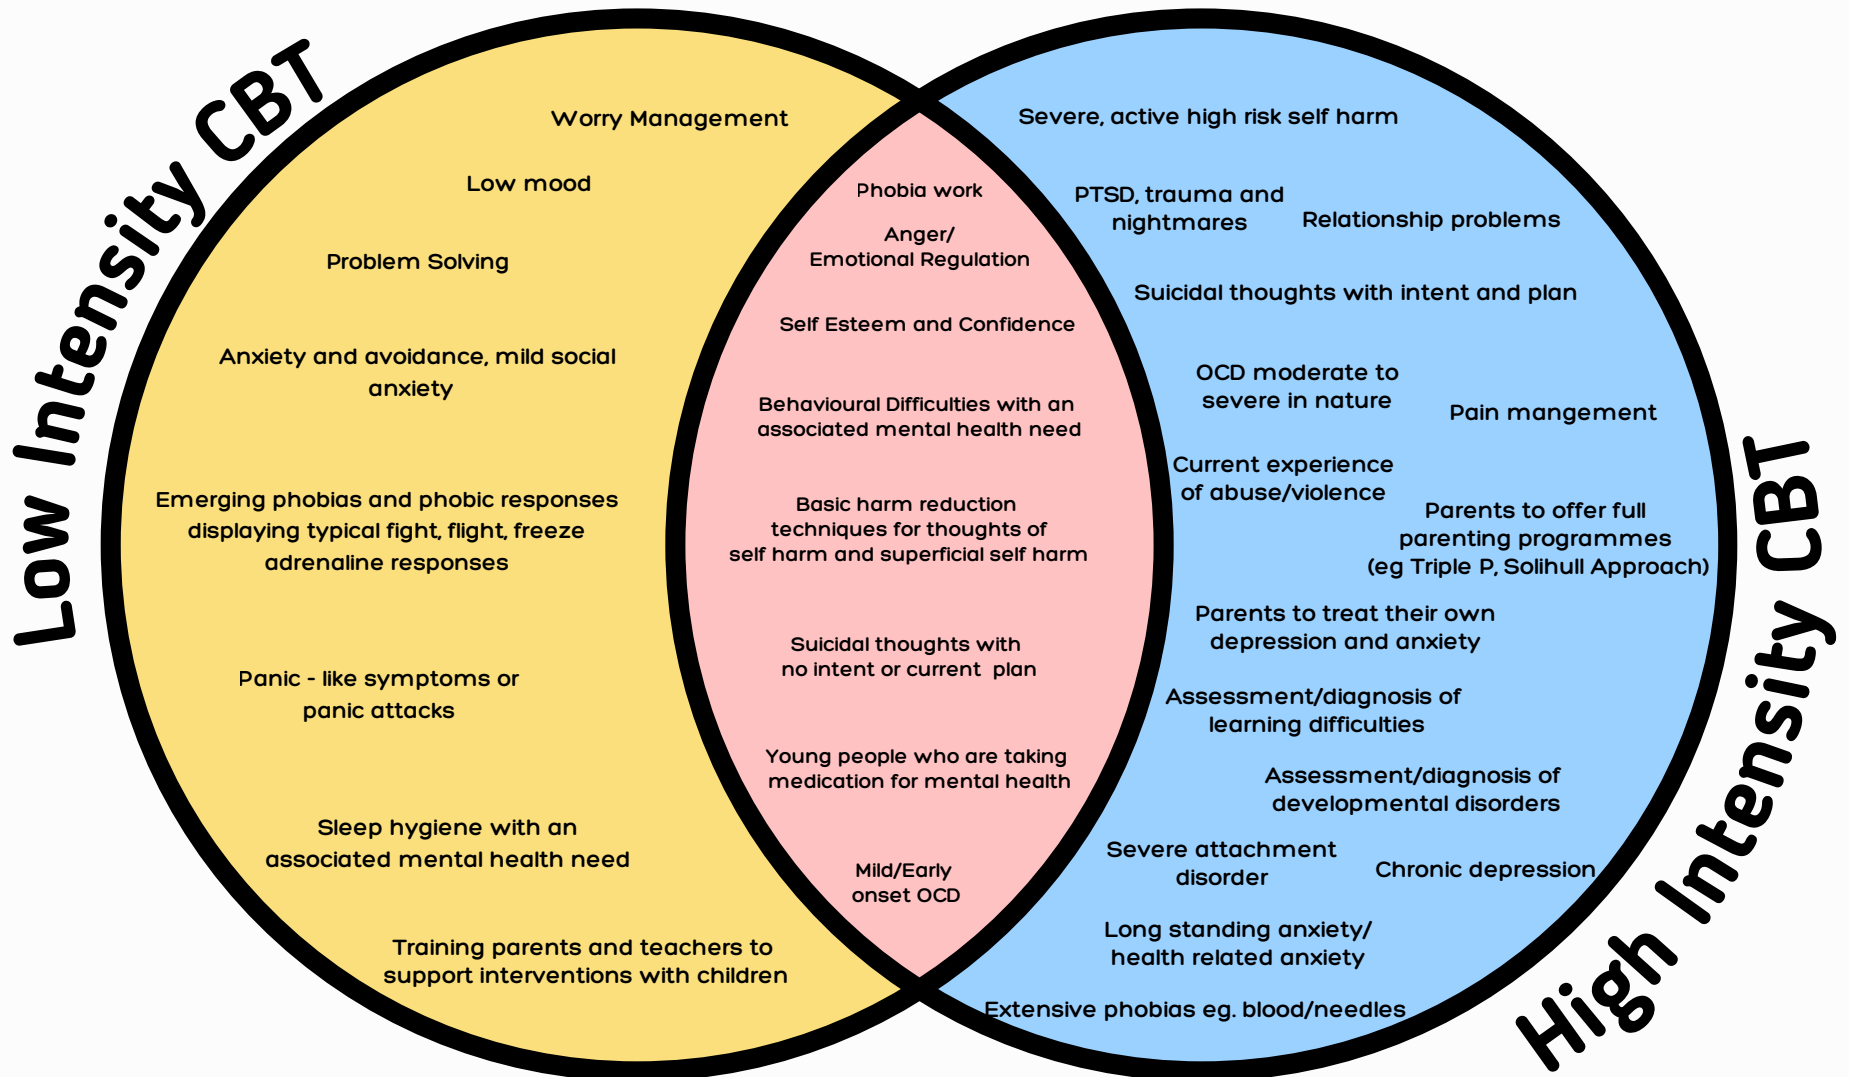 Low Intensity CBT
Worry Management
Low mood
Problem Solving
Anxiety and avoidance, mild social
anxiety
Emerging phobias and phobic responses
displaying typical fight, flight, freeze
adrenaline responses
Panic - like symptoms or
panic attacks
Sleep hygiene with an
associated mental health need
Training parents and teachers to
support interventions with children
Phobia work
Anger/
Emotional Regulation
Self Esteem and Confidence
Behavioural Difficulties with an
associated mental health need
Basic harm reduction
techniques for thoughts of
self harm and superficial self harm
Suicidal thoughts with
no intent or current plan
Young people who are taking
medication for mental health
Mild/Early
onset OCD
Severe, active high risk self harm
PTSD, trauma and
nightmares
Relationship problems
Suicidal thoughts with intent and plan
OCD moderate to
severe in nature
Pain mangement
Current experience
of abuse/violence
Parents to offer full
parenting programmes
(eg Triple P, Solihull Approach)
Parents to treat their own
depression and anxiety
Assessment/diagnosis of
learning difficulties
Assessment/diagnosis of
developmental disorders
Severe attachment
disorder
Chronic depression
Long standing anxiety/
health related anxiety
Extensive phobias eg. blood/needles
High Intensity CBT